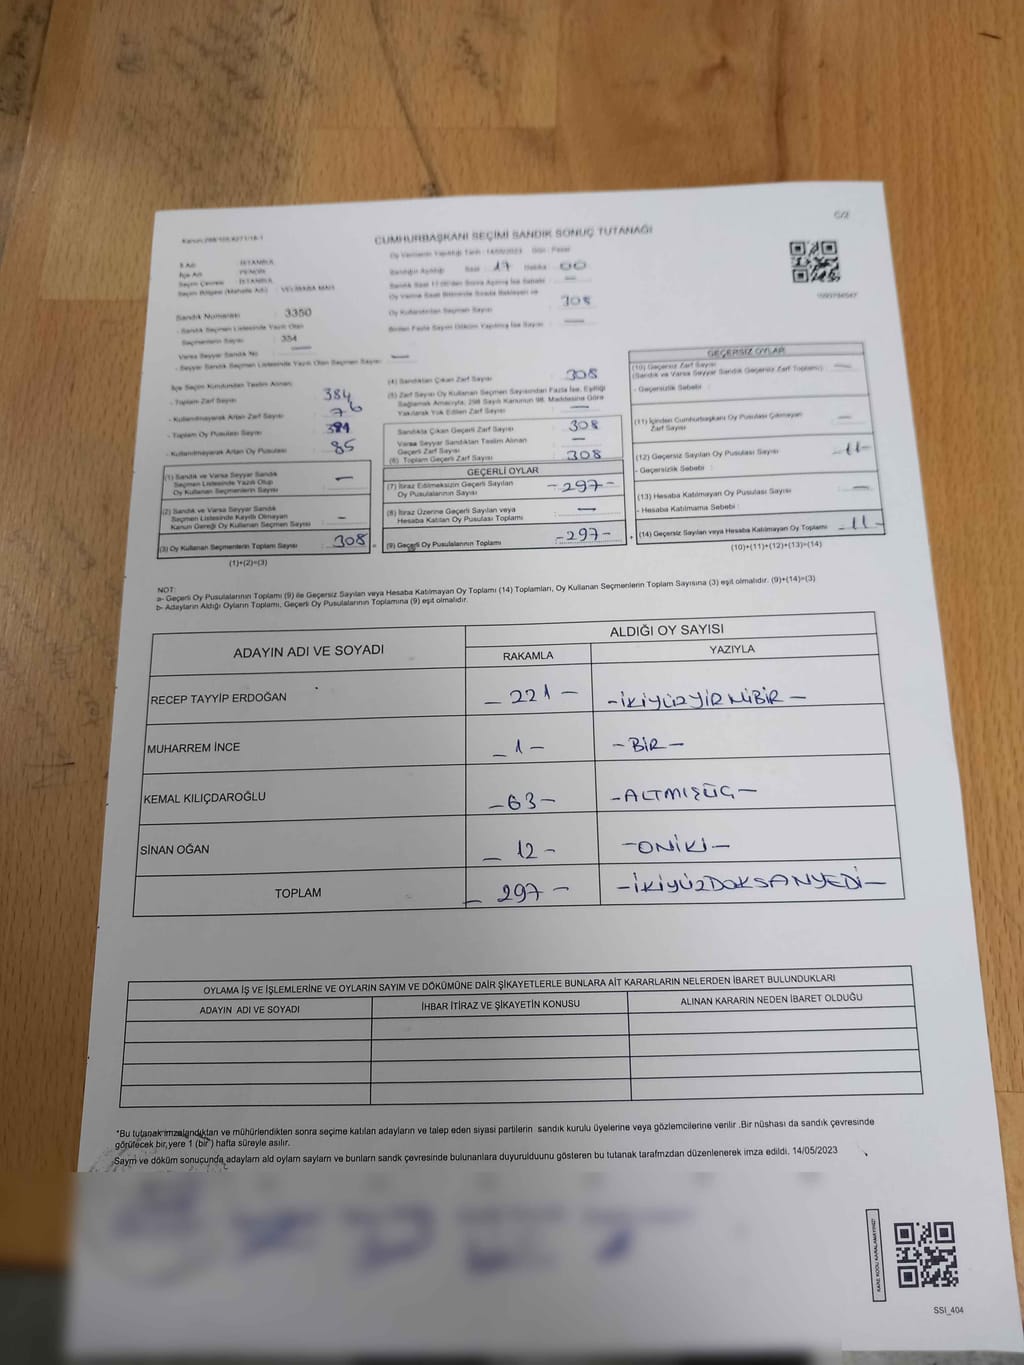 C/2
Kanun:298/105,6271/18-1
CUMHURBAŞKANI SEÇİMİ SANDIK SONUÇ TUTANAĞI
İl Adı : İSTANBUL
İlçe Adı : PENDİK
Seçim Çevresi : İSTANBUL
Seçim Bölgesi (Mahalle Adı) : VELİBABA MAH.
Oy Vermenin Yapıldığı Tarih : 14/05/2023 Gün : Pazar
Sandığın Açıldığı Saat : 17 Dakika : 00
Sandık Saat 17:00'den Sonra Açılmış İse Sebebi : —
Oy Verme Saati Bitiminde Sırada Bekleyen ve
Oy Kullandırılan Seçmen Sayısı : 308
Birden Fazla Sayım Döküm Yapılmış İse Sayısı : —
Sandık Numarası : 3350
- Sandık Seçmen Listesinde Yazılı Olan
Seçmenlerin Sayısı : 354
Varsa Seyyar Sandık No : —
- Seyyar Sandık Seçmen Listesinde Yazılı Olan Seçmen Sayısı : —
İlçe Seçim Kurulundan Teslim Alınan
- Toplam Zarf Sayısı : 384
- Kullanılmayarak Artan Zarf Sayısı : 76
- Toplam Oy Pusulası Sayısı :
- Kullanılmayarak Artan Oy Pusulası : 85
(1) Sandık ve Varsa Seyyar Sandık
Seçmen Listesinde Yazılı Olup
Oy Kullanan Seçmenlerin Sayısı : —
(2) Sandık ve Varsa Seyyar Sandık
Seçmen Listesinde Kayıtlı Olmayan
Kanun Gereği Oy Kullanan Seçmen Sayısı : —
(3) Oy Kullanan Seçmenlerin Toplam Sayısı : 308
(1)+(2)=(3)
(4) Sandıktan Çıkan Zarf Sayısı : 308
(5) Zarf Sayısı Oy Kullanan Seçmen Sayısından Fazla İse, Eşitliği
Sağlamak Amacıyla, 298 Sayılı Kanunun 98. Maddesine Göre
Yakılarak Yok Edilen Zarf Sayısı : —
Sandıkta Çıkan Geçerli Zarf Sayısı : 308
Varsa Seyyar Sandıktan Teslim Alınan
Geçerli Zarf Sayısı : —
(6) Toplam Geçerli Zarf Sayısı : 308
GEÇERLİ OYLAR
(7) İtiraz Edilmeksizin Geçerli Sayılan
Oy Pusulalarının Sayısı : -297-
(8) İtiraz Üzerine Geçerli Sayılan veya
Hesaba Katılan Oy Pusulası Toplamı : —
(9) Geçerli Oy Pusulalarının Toplamı : -297-
GEÇERSİZ OYLAR
(10) Geçersiz Zarf Sayısı : —
(Sandık ve Varsa Seyyar Sandık Geçersiz Zarf Toplamı)
- Geçersizlik Sebebi :
(11) İçinden Cumhurbaşkanı Oy Pusulası Çıkmayan
Zarf Sayısı : —
(12) Geçersiz Sayılan Oy Pusulası Sayısı : -11-
- Geçersizlik Sebebi :
(13) Hesaba Katılmayan Oy Pusulası Sayısı : —
- Hesaba Katılmama Sebebi :
(14) Geçersiz Sayılan veya Hesaba Katılmayan Oy Toplamı : -11-
(10)+(11)+(12)+(13)=(14)
NOT:
a- Geçerli Oy Pusulalarının Toplamı (9) ile Geçersiz Sayılan veya Hesaba Katılmayan Oy Toplamı (14) Toplamları, Oy Kullanan Seçmenlerin Toplam Sayısına (3) eşit olmalıdır. (9)+(14)=(3)
b- Adayların Aldığı Oyların Toplamı, Geçerli Oy Pusulalarının Toplamına (9) eşit olmalıdır.
ADAYIN ADI VE SOYADI
ALDIĞI OY SAYISI
RAKAMLA YAZIYLA
RECEP TAYYİP ERDOĞAN - 221 - -İKİYÜZYİRMİBİR-
MUHARREM İNCE - 1 - -BİR-
KEMAL KILIÇDAROĞLU -63- -ALTMIŞÜÇ-
SİNAN OĞAN - 12 - -ONİKİ-
TOPLAM - 297 - -İKİYÜZDOKSANYEDİ-
OYLAMA İŞ VE İŞLEMLERİNE VE OYLARIN SAYIM VE DÖKÜMÜNE DAİR ŞİKAYETLERLE BUNLARA AİT KARARLARIN NELERDEN İBARET BULUNDUKLARI
ADAYIN ADI VE SOYADI İHBAR İTİRAZ VE ŞİKAYETİN KONUSU ALINAN KARARIN NEDEN İBARET OLDUĞU
*Bu tutanak imzalandıktan ve mühürlendikten sonra seçime katılan adayların ve talep eden siyasi partilerin sandık kurulu üyelerine veya gözlemcilerine verilir .Bir nüshası da sandık çevresinde
görülecek bir yere 1 (bir ) hafta süreyle asılır.
Saym ve döküm sonuçunda adaylarn ald oylarn saylarn ve bunların sandk çevresinde bulunanlara duyurulduunu gösteren bu tutanak tarafmzdan düzenlenerek imza edildi. 14/05/2023
SSI_404